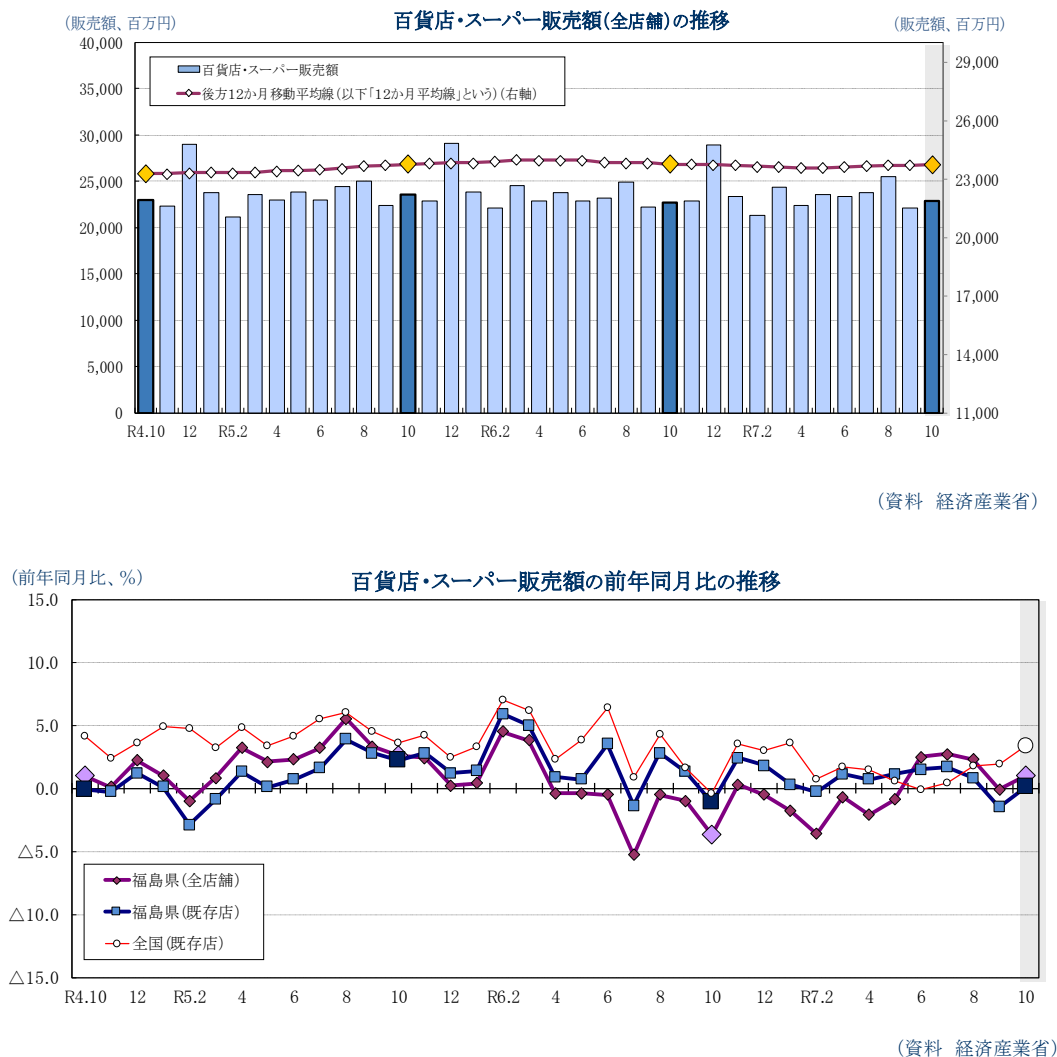 百貨店・スーパー販売額(全店舗)の推移
(販売額、百万円)
(販売額、百万円)
40,000
35,000
30,000
25,000
20,000
15,000
10,000
5,000
0
29,000
26,000
23,000
20,000
17,000
14,000
11,000
百貨店・スーパー販売額
後方12か月移動平均線(以下「12か月平均線」という)(右軸)
R4.10 12 R5.2 4 6 8 10 12 R6.2 4 6 8 10 12 R7.2 4 6 8 10
(資料 経済産業省)
(前年同月比、%)
百貨店・スーパー販売額の前年同月比の推移
15.0
10.0
5.0
0.0
△5.0
△10.0
△15.0
福島県(全店舗)
福島県(既存店)
全国(既存店)
R4.10 12 R5.2 4 6 8 10 12 R6.2 4 6 8 10 12 R7.2 4 6 8 10
(資料 経済産業省)